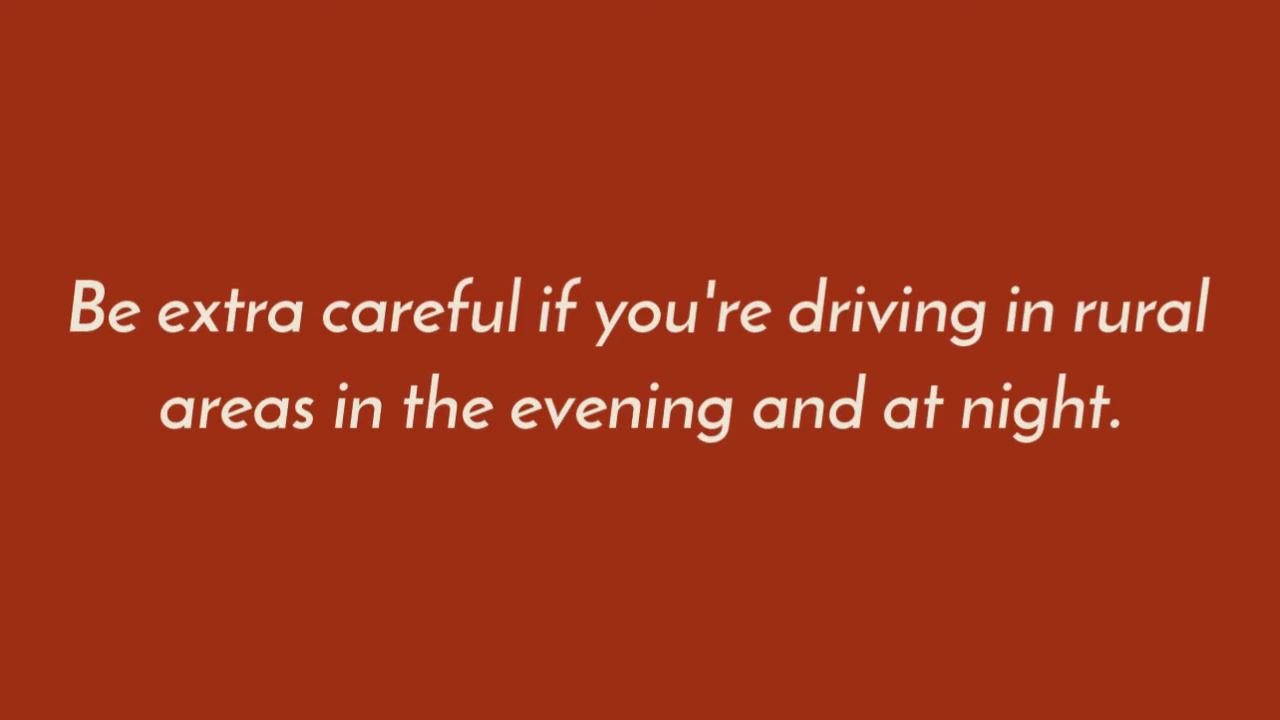 Be extra careful if you're driving in rural
areas in the evening and at night.